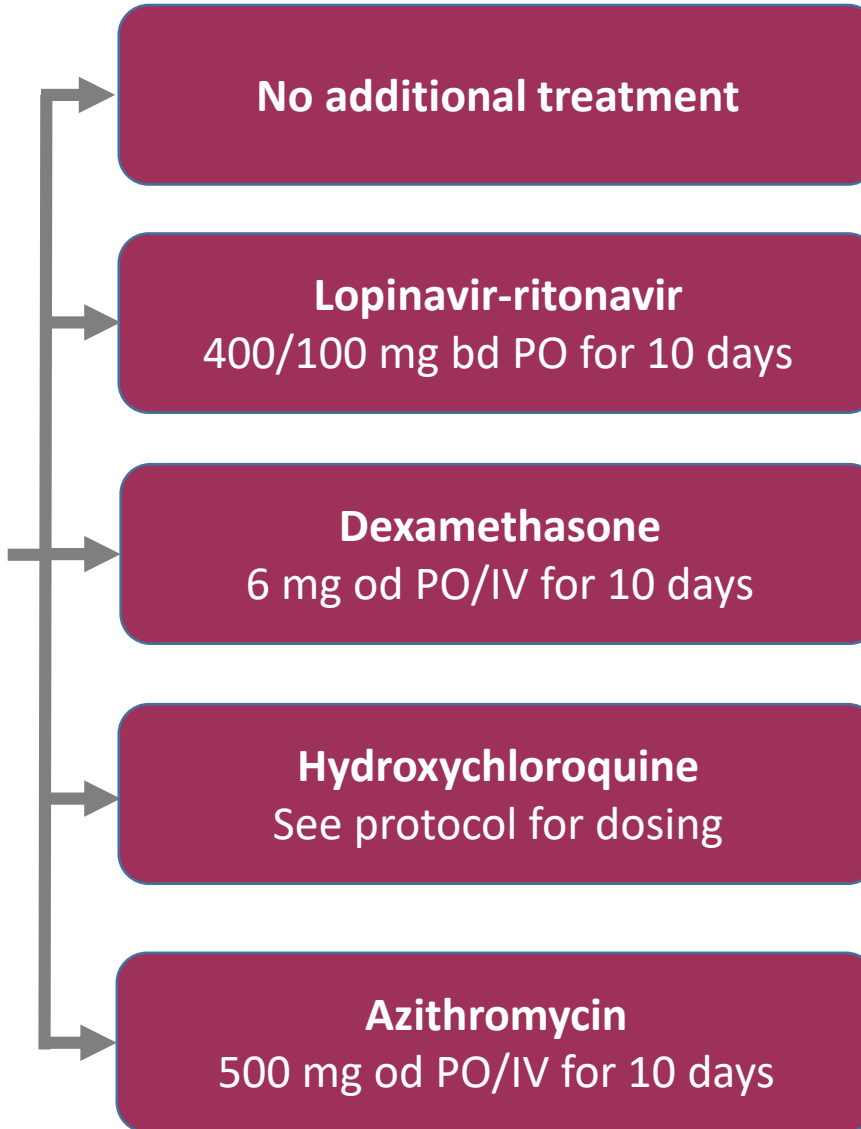 No additional treatment
Lopinavir-ritonavir
400/100 mg bd PO for 10 days
Dexamethasone
6 mg od PO/IV for 10 days
Hydroxychloroquine
See protocol for dosing
Azithromycin
500 mg od PO/IV for 10 days